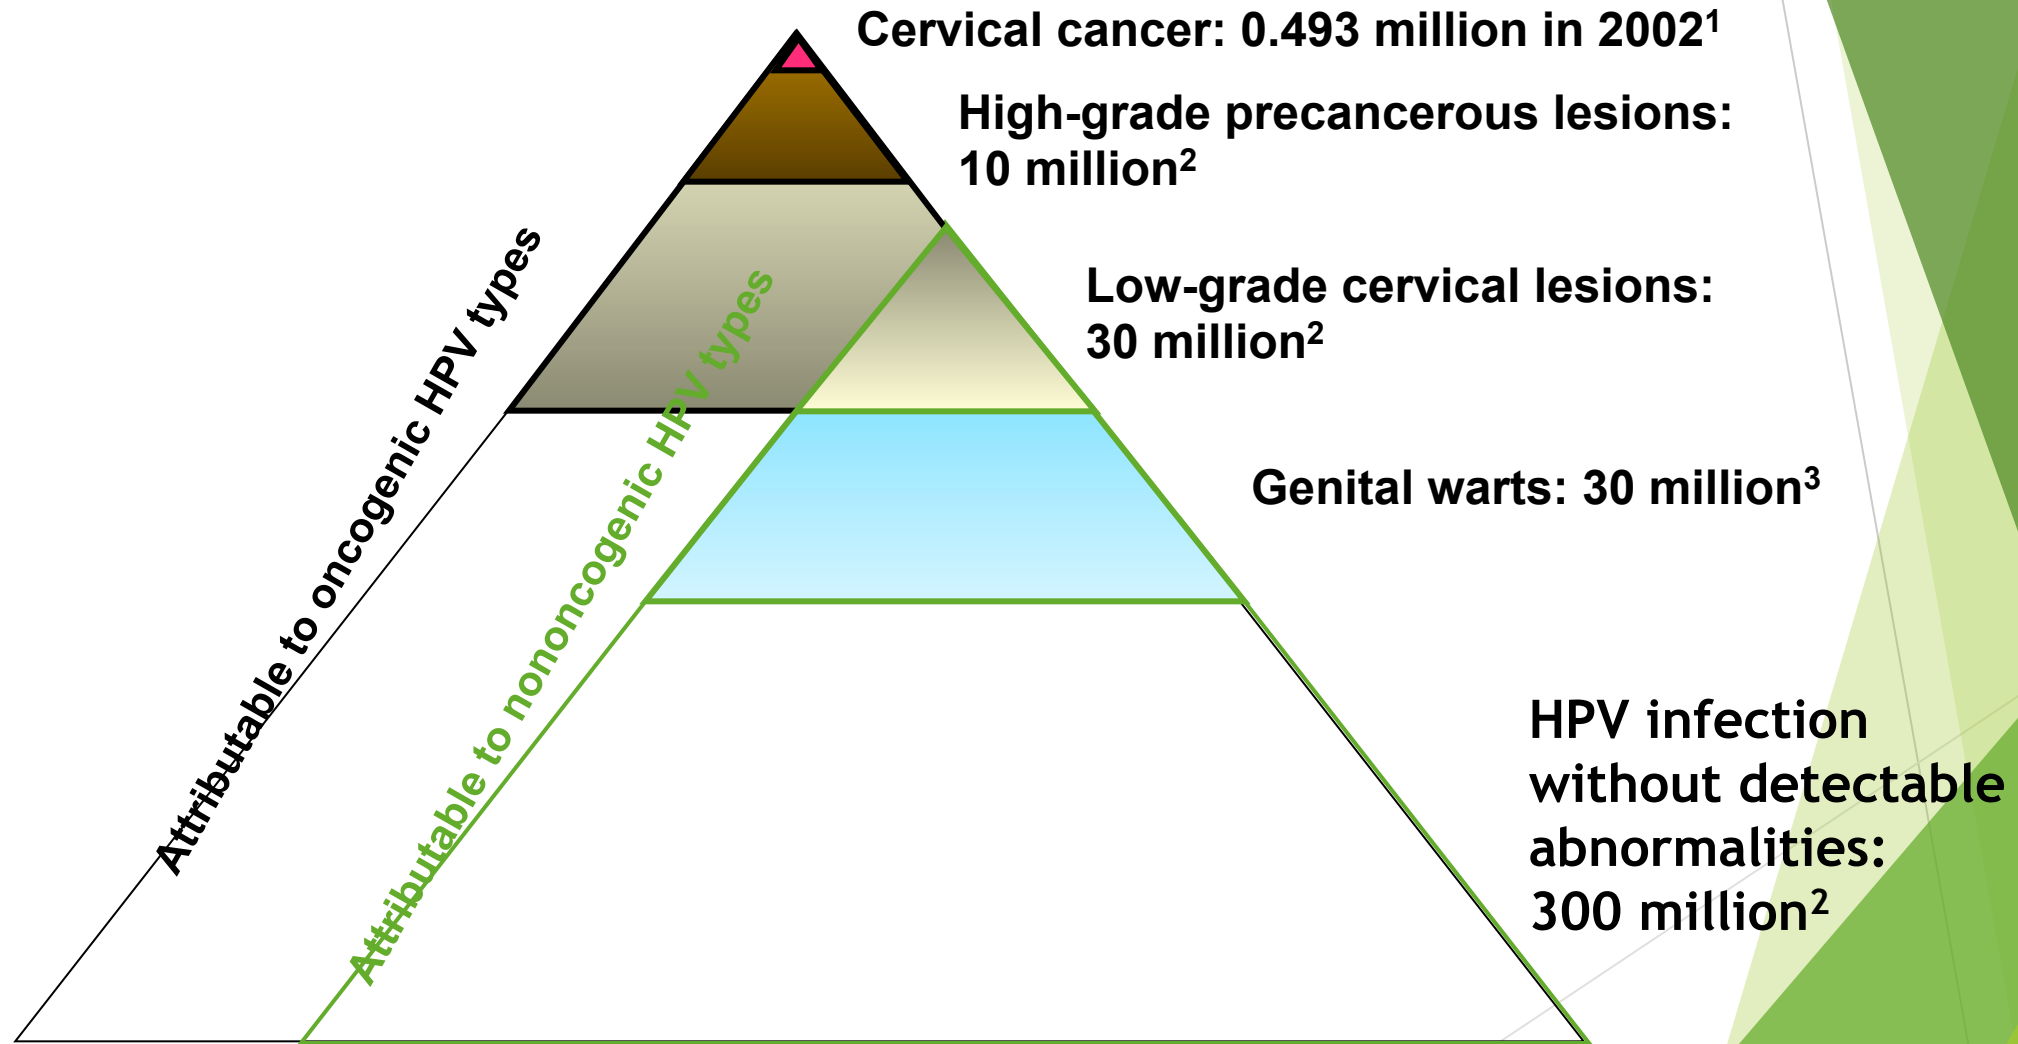 Cervical cancer: 0.493 million in 2002¹
High-grade precancerous lesions:
10 million²
Low-grade cervical lesions:
30 million²
Genital warts: 30 million³
HPV infection
without detectable
abnormalities:
300 million²
Attributable to oncogenic HPV types
Attributable to nononcogenic HPV types